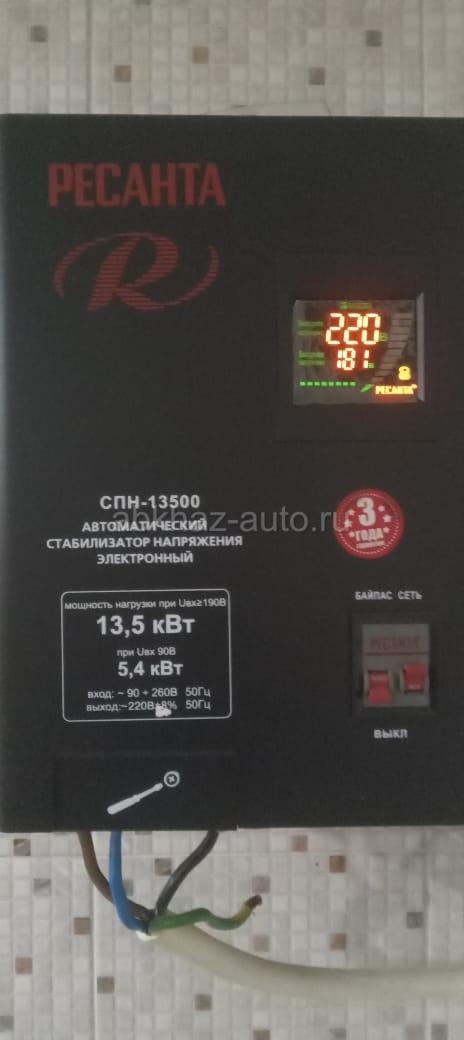 РЕСАНТА
R
220 В
181
РЕСАНТА
СПН-13500
abkhaz-auto.ru
АВТОМАТИЧЕСКИЙ
СТАБИЛИЗАТОР НАПРЯЖЕНИЯ
ЭЛЕКТРОННЫЙ
3
ГОДА
БАЙПАС СЕТЬ
РЕСАНТА
ВЫКЛ
мощность нагрузки при Uвх≥190В
13,5 кВт
при Uвх 90В
5,4 кВт
вход: ~ 90 ÷ 260В 50Гц
выход:~220В±8% 50Гц